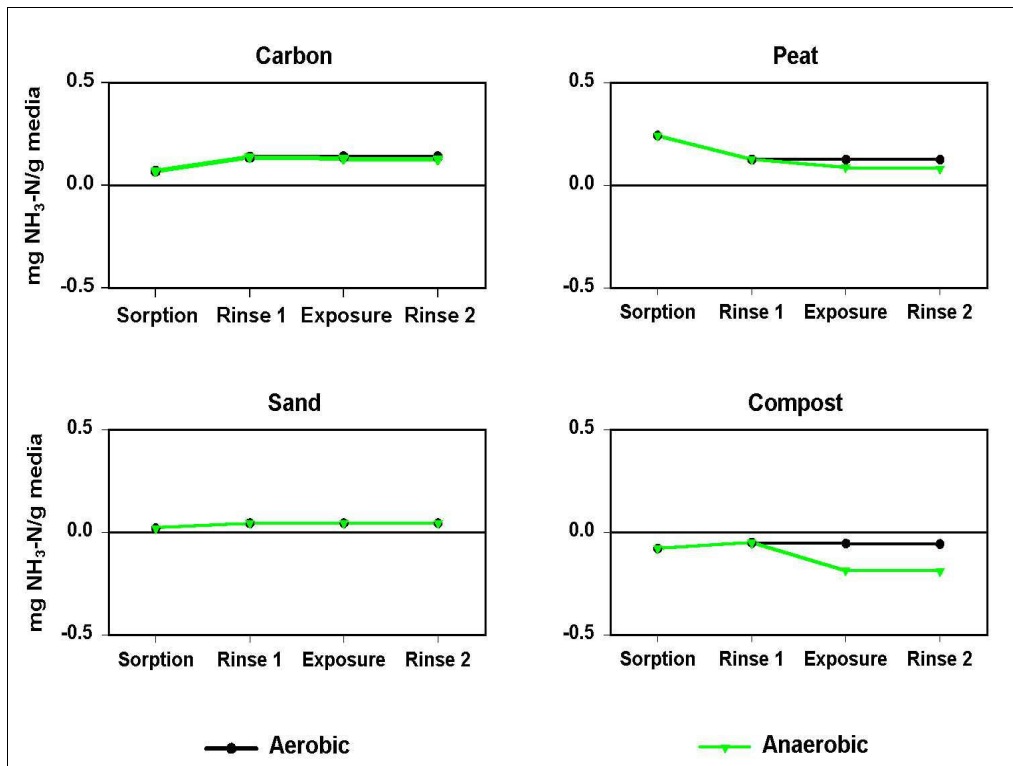 Carbon
Peat
mg NH₃-N/g media
0.5
0.0
-0.5
0.5
0.0
-0.5
Sorption Rinse 1 Exposure Rinse 2
Sorption Rinse 1 Exposure Rinse 2
Sand
Compost
mg NH₃-N/g media
0.5
0.0
-0.5
0.5
0.0
-0.5
Sorption Rinse 1 Exposure Rinse 2
Sorption Rinse 1 Exposure Rinse 2
Aerobic
Anaerobic